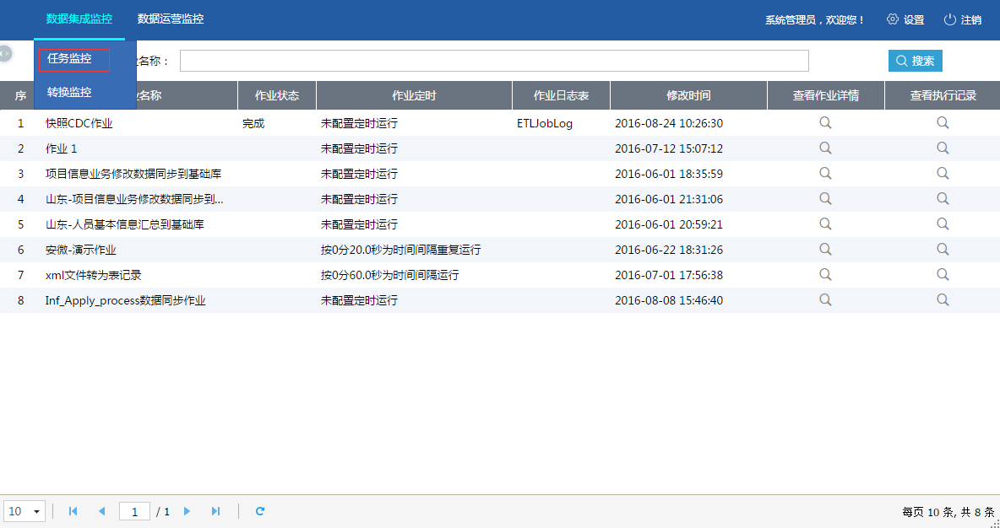 数据集成监控 数据运营监控 系统管理员，欢迎您！ 设置 注销
任务监控
转换监控
名称： 搜索
序 名称 作业状态 作业定时 作业日志表 修改时间 查看作业详情 查看执行记录
1 快照CDC作业 完成 未配置定时运行 ETLJobLog 2016-08-24 10:26:30
2 作业 1 未配置定时运行 2016-07-12 15:07:12
3 项目信息业务修改数据同步到基础库 未配置定时运行 2016-06-01 18:35:59
4 山东-项目信息业务修改数据同步到... 未配置定时运行 2016-06-01 21:31:06
5 山东-人员基本信息汇总到基础库 未配置定时运行 2016-06-01 20:59:21
6 安微-演示作业 按0分20.0秒为时间间隔重复运行 2016-06-22 18:31:26
7 xml文件转为表记录 按0分60.0秒为时间间隔运行 2016-07-01 17:56:38
8 Inf_Apply_process数据同步作业 未配置定时运行 2016-08-08 15:46:40
10 1 / 1 每页 10 条, 共 8 条